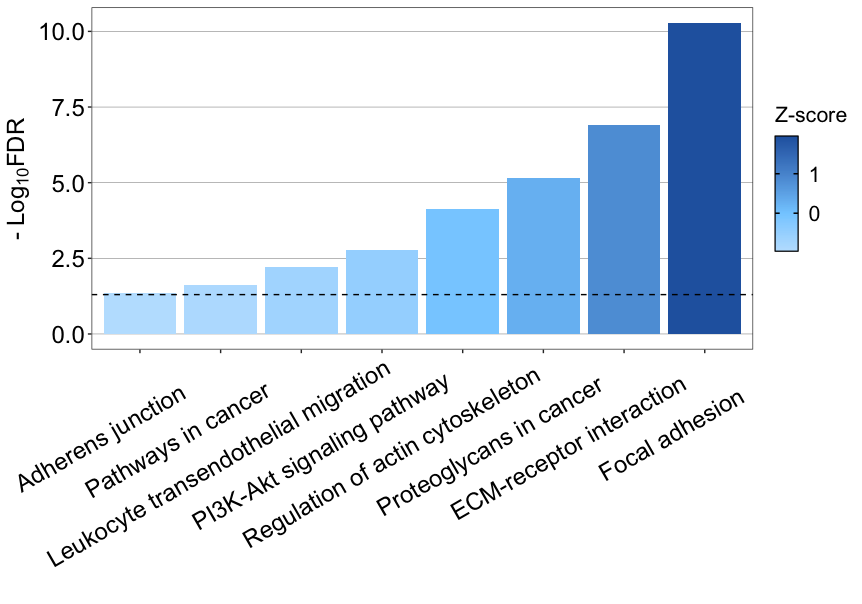 - Log10FDR
10.0
7.5
5.0
2.5
0.0
Adherens junction
Pathways in cancer
Leukocyte transendothelial migration
PI3K-Akt signaling pathway
Regulation of actin cytoskeleton
Proteoglycans in cancer
ECM-receptor interaction
Focal adhesion
Z-score
1
0